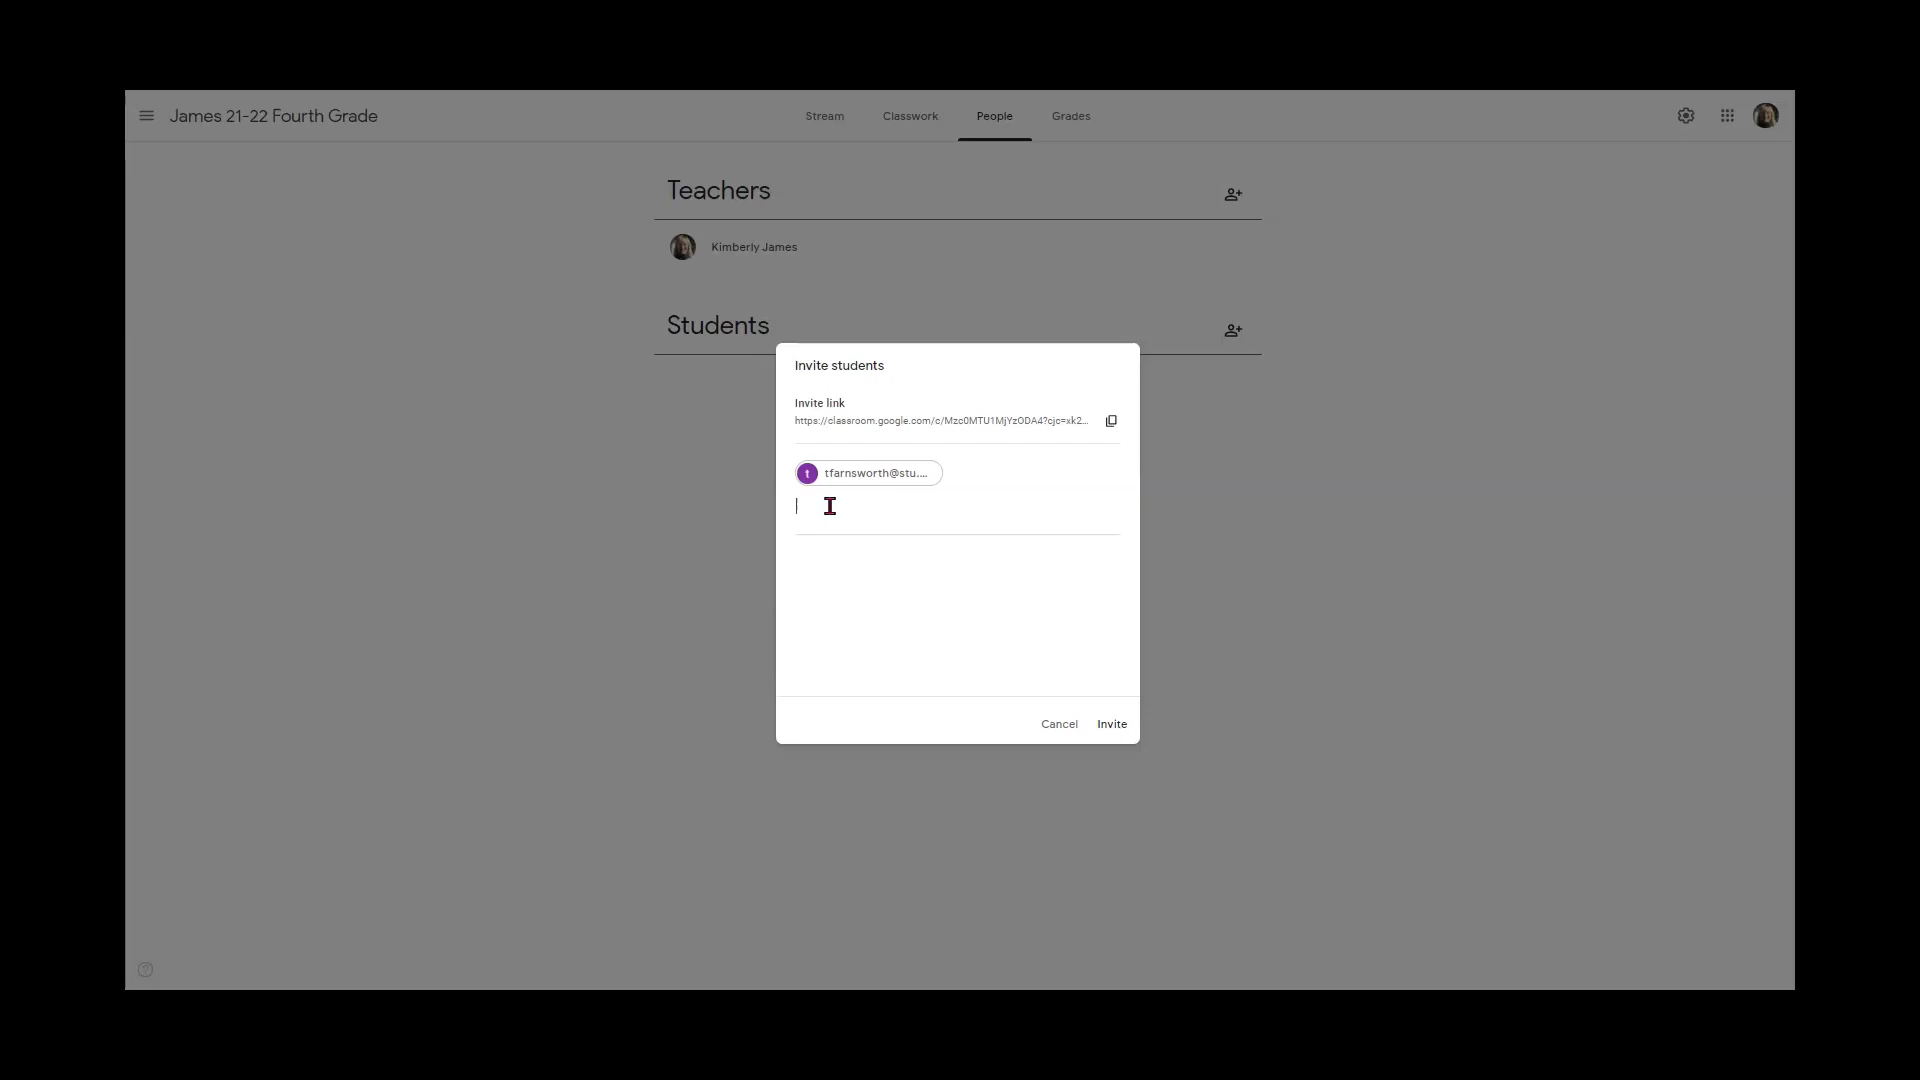 James 21-22 Fourth Grade
Stream
Classwork
People
Grades
Teachers
Kimberly James
Students
Invite students
Invite link
https://classroom.google.com/c/Mzc0MTU1MjYzODA4?cjc=xk2...
t
tfarnsworth@stu....
Cancel
Invite